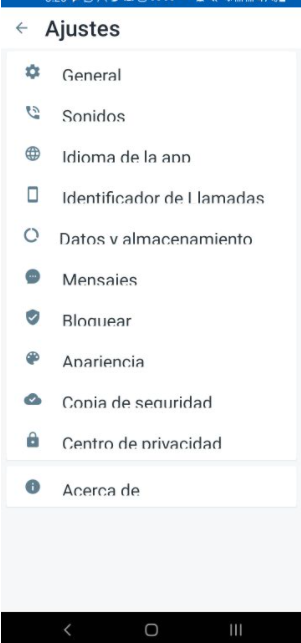 Ajustes
General
Sonidos
Idioma de la app
Identificador de Llamadas
Datos y almacenamiento
Mensajes
Bloquear
Apariencia
Copia de seguridad
Centro de privacidad
Acerca de